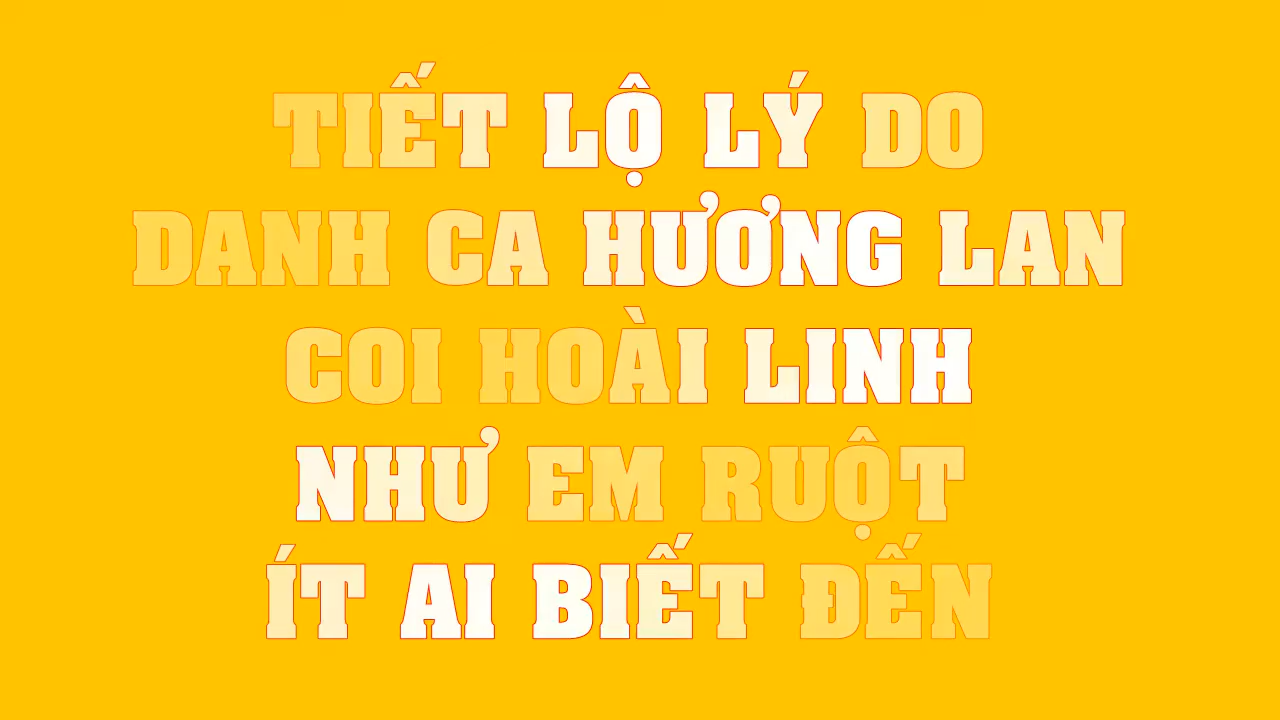 TIẾT LỘ LÝ DO
DANH CA HƯƠNG LAN
COI HOÀI LINH
NHƯ EM RUỘT
ÍT AI BIẾT ĐẾN